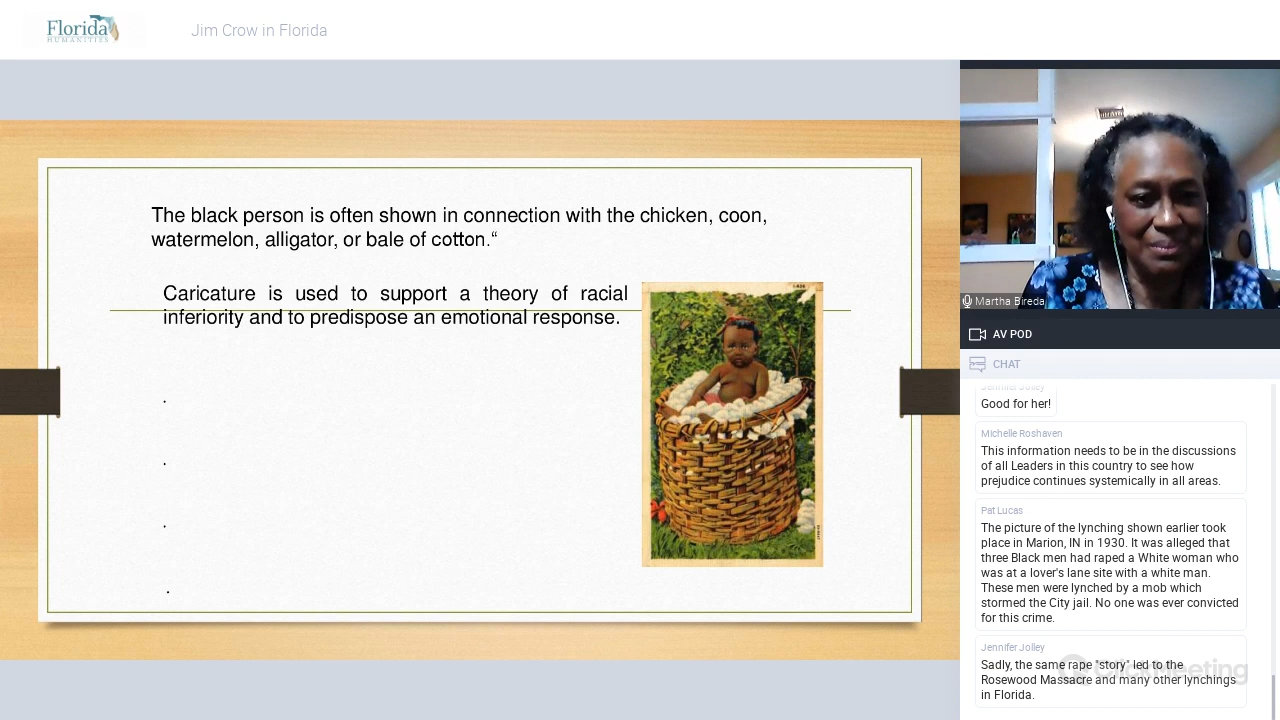 Florida
HUMANITIES
Jim Crow in Florida
The black person is often shown in connection with the chicken, coon,
watermelon, alligator, or bale of cotton.“
Caricature is used to support a theory of racial
inferiority and to predispose an emotional response.
.
.
.
.
Martha Bireda
AV POD
CHAT
Jennifer Jolley
Good for her!
Michelle Roshaven
This information needs to be in the discussions
of all Leaders in this country to see how
prejudice continues systemically in all areas.
Pat Lucas
The picture of the lynching shown earlier took
place in Marion, IN in 1930. It was alleged that
three Black men had raped a White woman who
was at a lover's lane site with a white man.
These men were lynched by a mob which
stormed the City jail. No one was ever convicted
for this crime.
Jennifer Jolley
Sadly, the same rape "story" led to the
Rosewood Massacre and many other lynchings
in Florida.
ClickMeeting